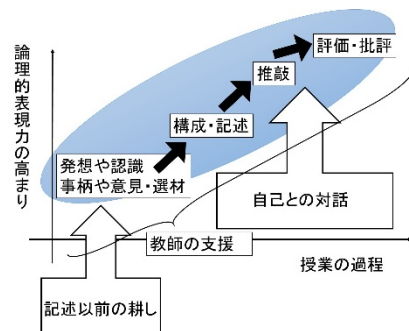 論理的表現力の高まり
評価・批評
推敲
構成・記述
発想や認識
事柄や意見・選材
自己との対話
教師の支援
授業の過程
記述以前の耕し